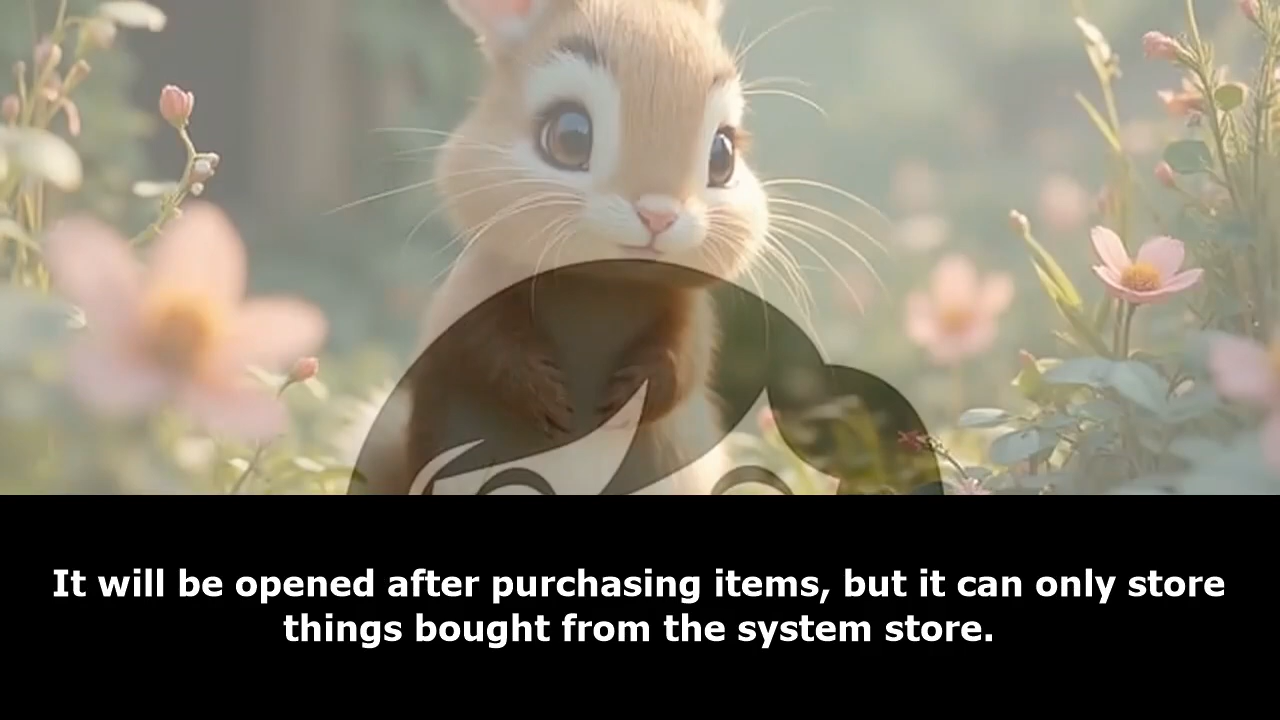 It will be opened after purchasing items, but it can only store
things bought from the system store.